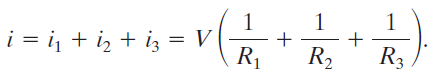 i = i₁ + i₂ + i₃ = V(1/R₁ + 1/R₂ + 1/R₃).